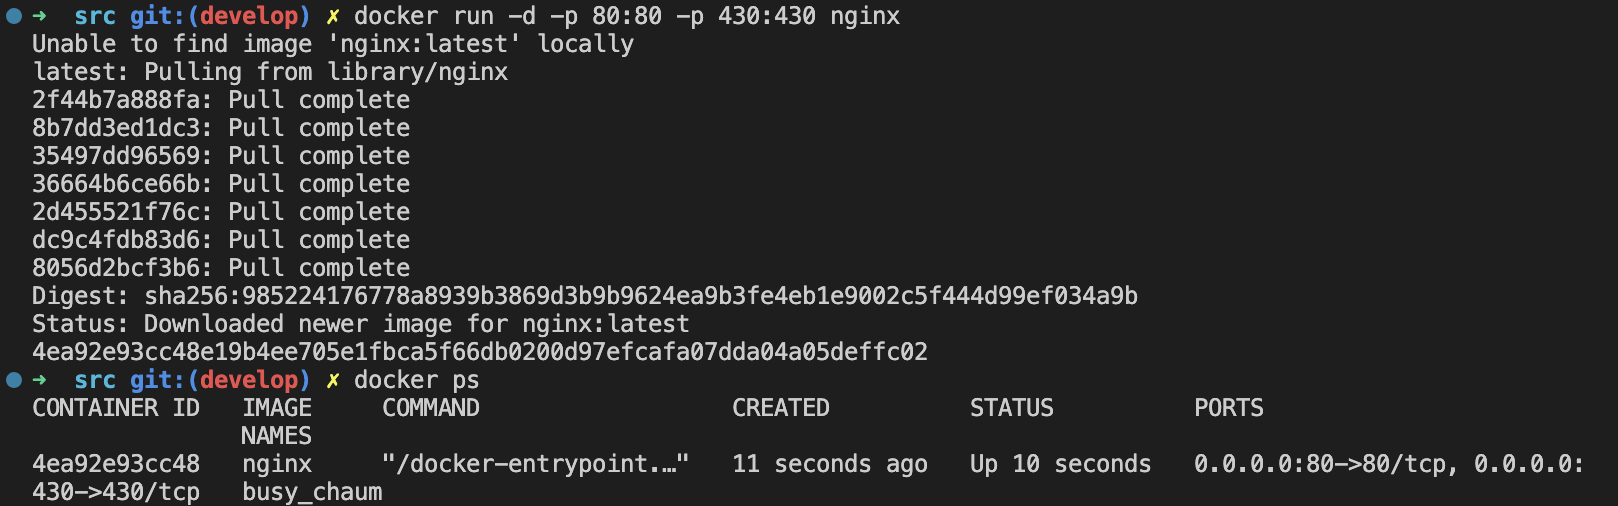 ➜ src git:(develop) ✗ docker run -d -p 80:80 -p 430:430 nginx
Unable to find image 'nginx:latest' locally
latest: Pulling from library/nginx
2f44b7a888fa: Pull complete
8b7dd3ed1dc3: Pull complete
35497dd96569: Pull complete
36664b6ce66b: Pull complete
2d455521f76c: Pull complete
dc9c4fdb83d6: Pull complete
8056d2bcf3b6: Pull complete
Digest: sha256:985224176778a8939b3869d3b9b9624ea9b3fe4eb1e9002c5f444d99ef034a9b
Status: Downloaded newer image for nginx:latest
4ea92e93cc48e19b4ee705e1fbca5f66db0200d97efcafa07dda04a05deffc02
➜ src git:(develop) ✗ docker ps
CONTAINER ID IMAGE COMMAND CREATED STATUS PORTS
NAMES
4ea92e93cc48 nginx "/docker-entrypoint.…" 11 seconds ago Up 10 seconds 0.0.0.0:80->80/tcp, 0.0.0.0:
430->430/tcp busy_chaum